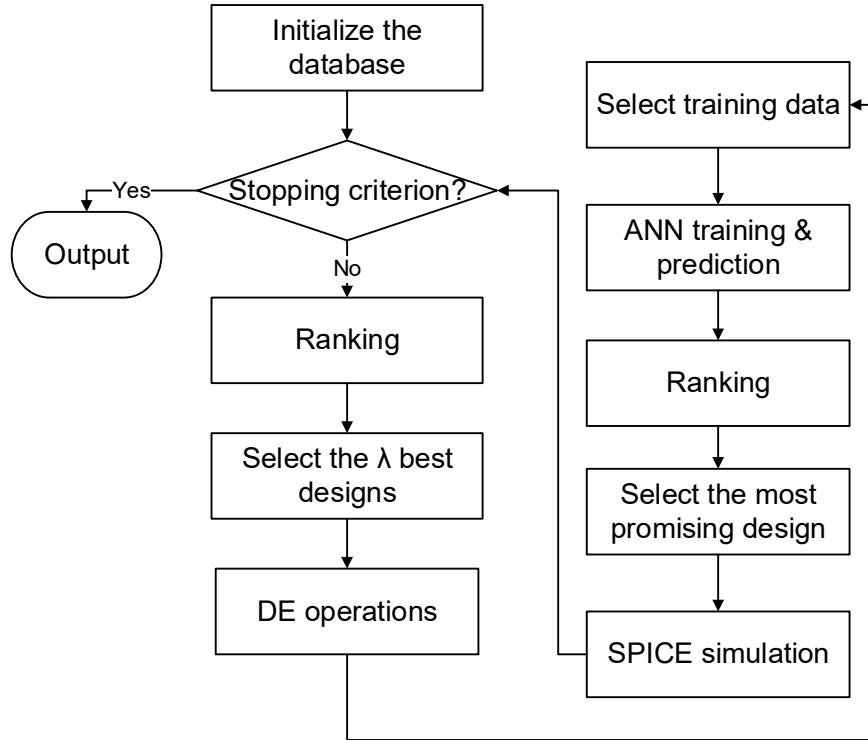 Initialize the
database
Stopping criterion?
Yes
Output
No
Ranking
Select the λ best
designs
DE operations
Select training data
ANN training &
prediction
Ranking
Select the most
promising design
SPICE simulation